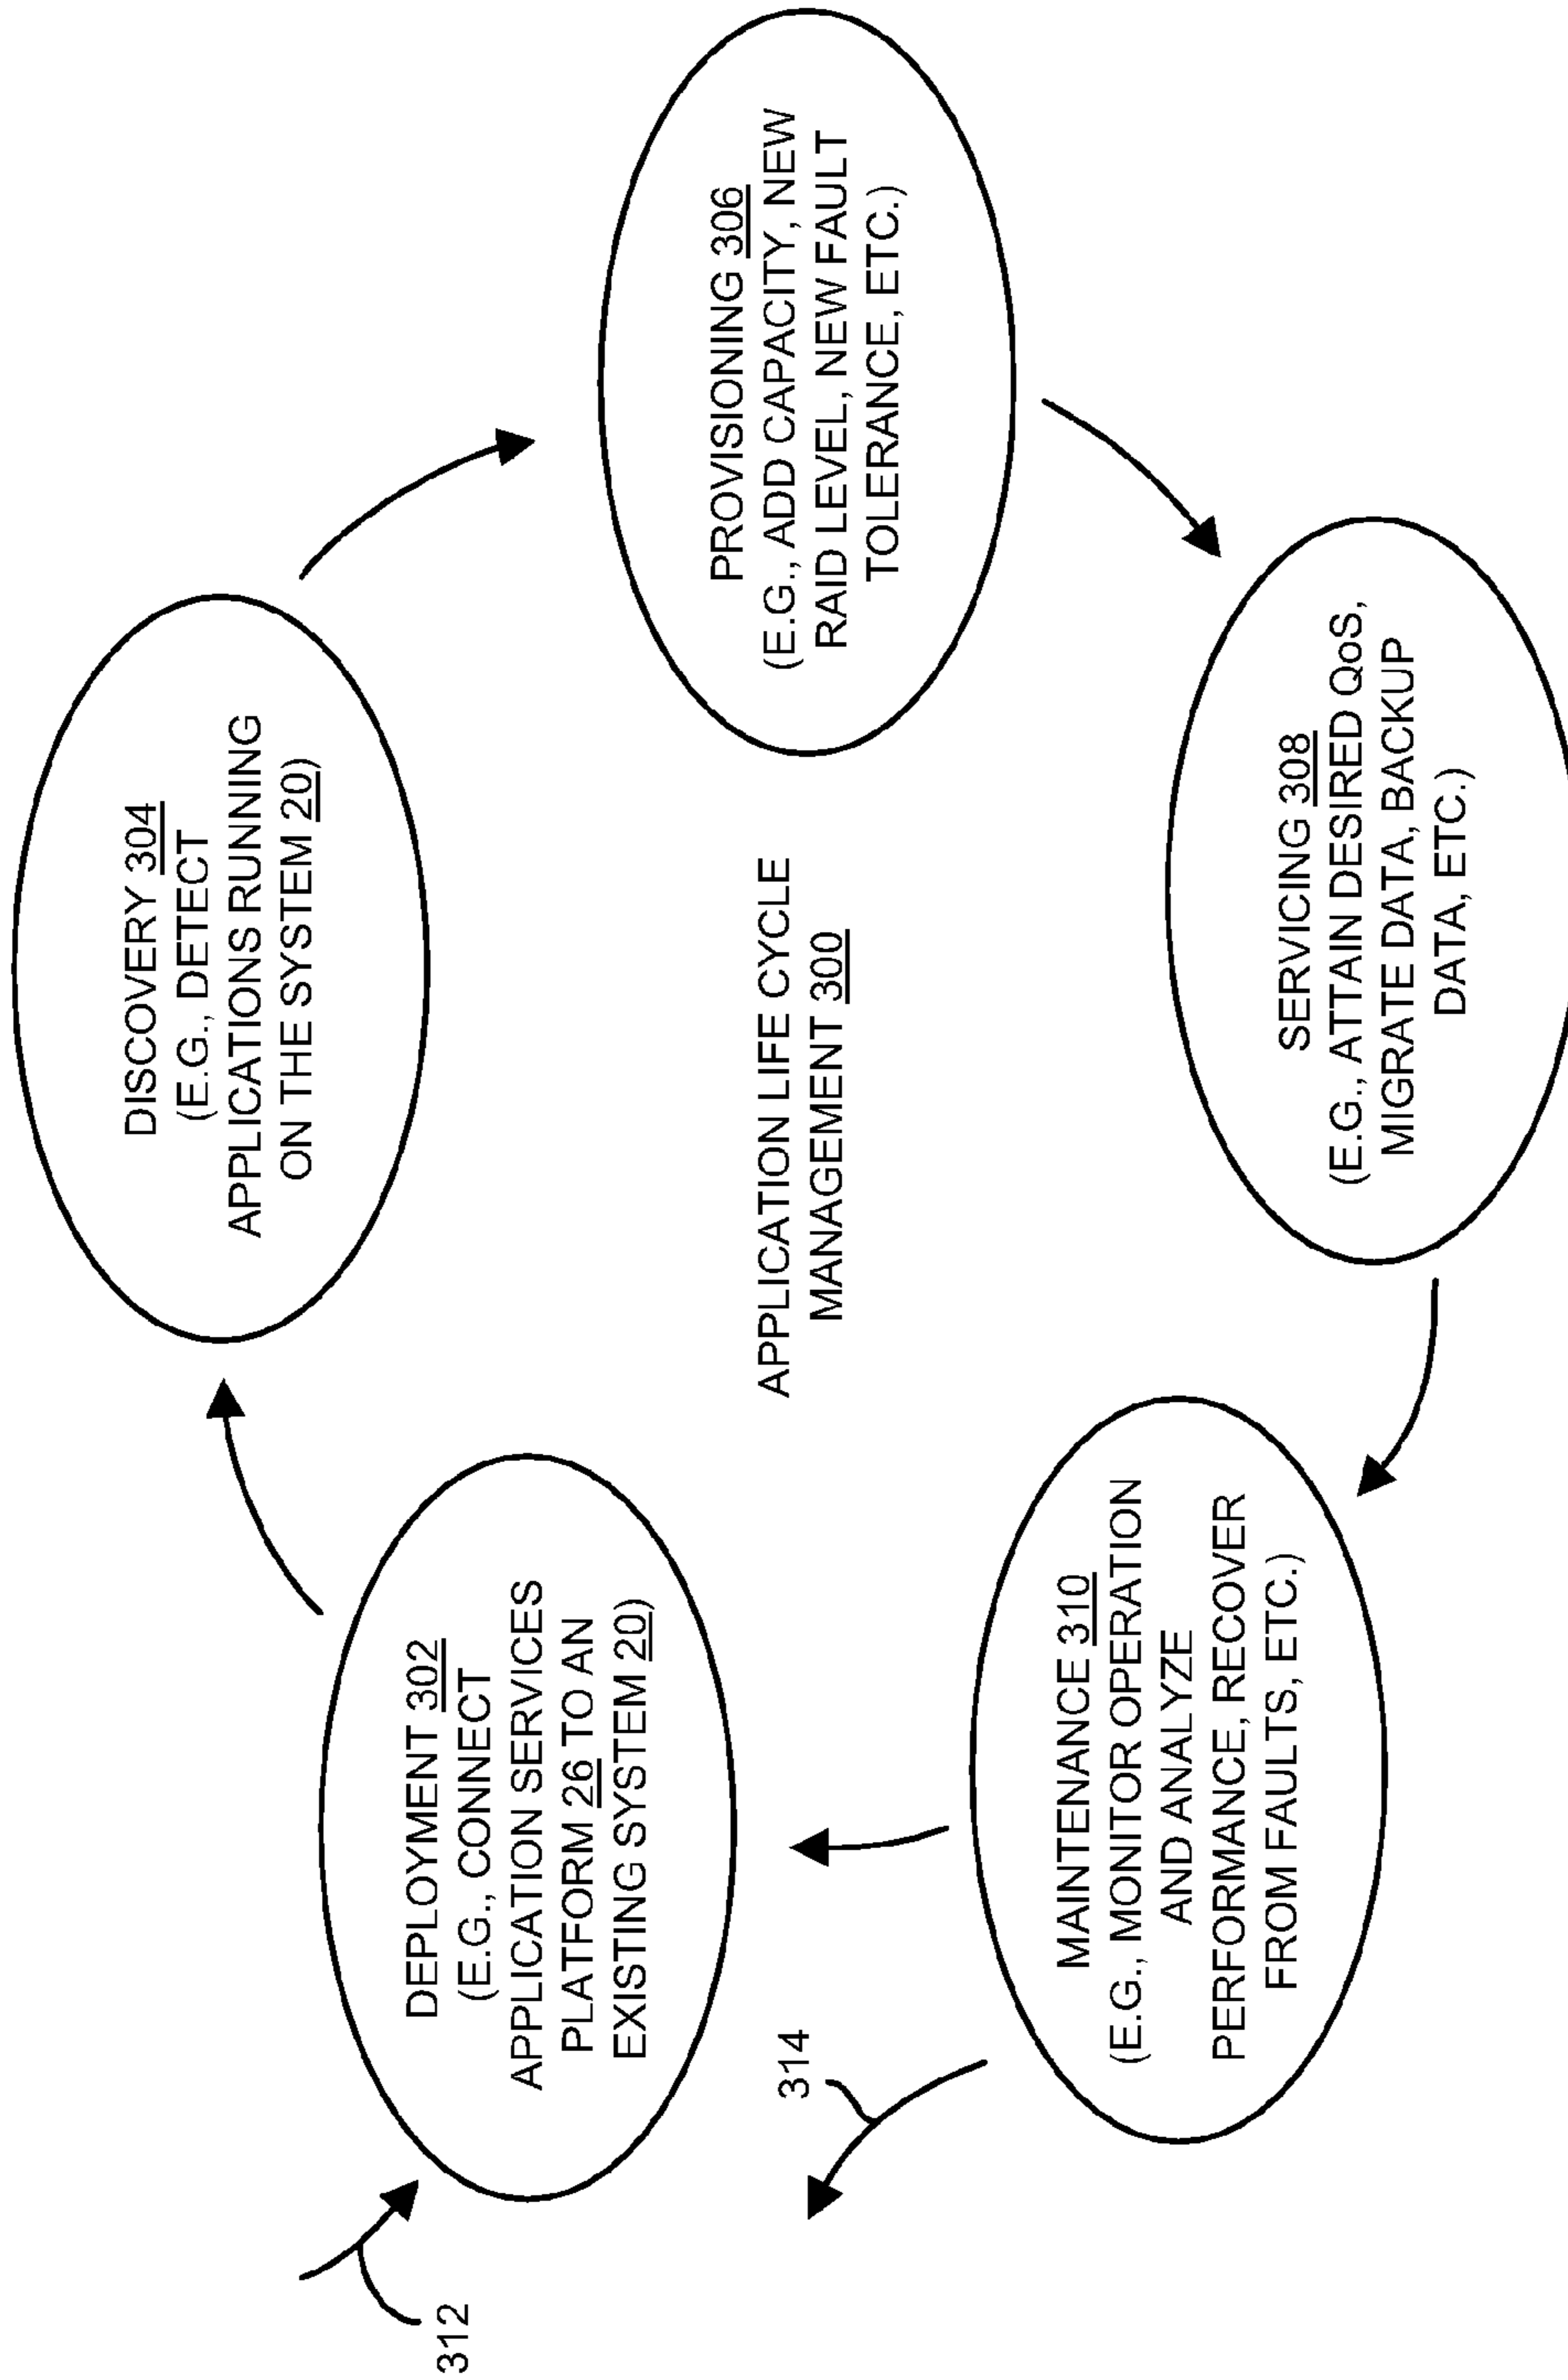 DISCOVERY 304
(E.G., DETECT
APPLICATIONS RUNNING
ON THE SYSTEM 20)
PROVISIONING 306
(E.G., ADD CAPACITY, NEW
RAID LEVEL, NEW FAULT
TOLERANCE, ETC.)
SERVICING 308
(E.G., ATTAIN DESIRED QoS,
MIGRATE DATA, BACKUP
DATA, ETC.)
MAINTENANCE 310
(E.G., MONITOR OPERATION
AND ANALYZE
PERFORMANCE, RECOVER
FROM FAULTS, ETC.)
DEPLOYMENT 302
(E.G., CONNECT
APPLICATION SERVICES
PLATFORM 26 TO AN
EXISTING SYSTEM 20)
APPLICATION LIFE CYCLE
MANAGEMENT 300
312
314